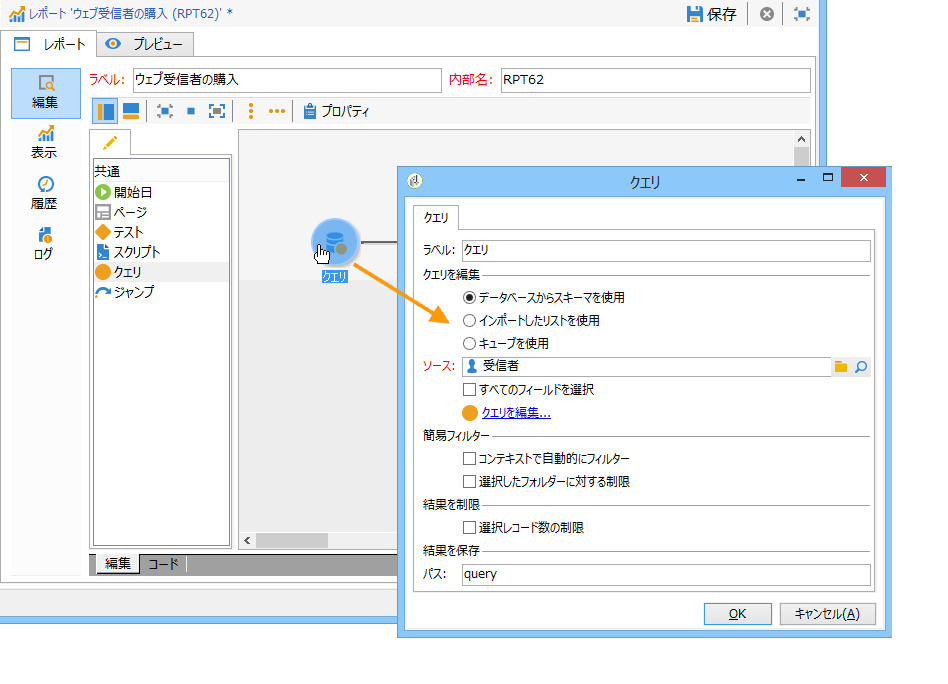 レポート 'ウェブ受信者の購入 (RPT62)' *
保存
レポート
プレビュー
編集
表示
履歴
ログ
ラベル: ウェブ受信者の購入
内部名: RPT62
プロパティ
共通
開始日
ページ
テスト
スクリプト
クエリ
ジャンプ
クエリ
編集
コード
クエリ
クエリ
ラベル: クエリ
クエリを編集
データベースからスキーマを使用
インポートしたリストを使用
キューブを使用
ソース: 受信者
すべてのフィールドを選択
クエリを編集...
簡易フィルター
コンテキストで自動的にフィルター
選択したフォルダーに対する制限
結果を制限
選択レコード数の制限
結果を保存
パス: query
OK
キャンセル(A)